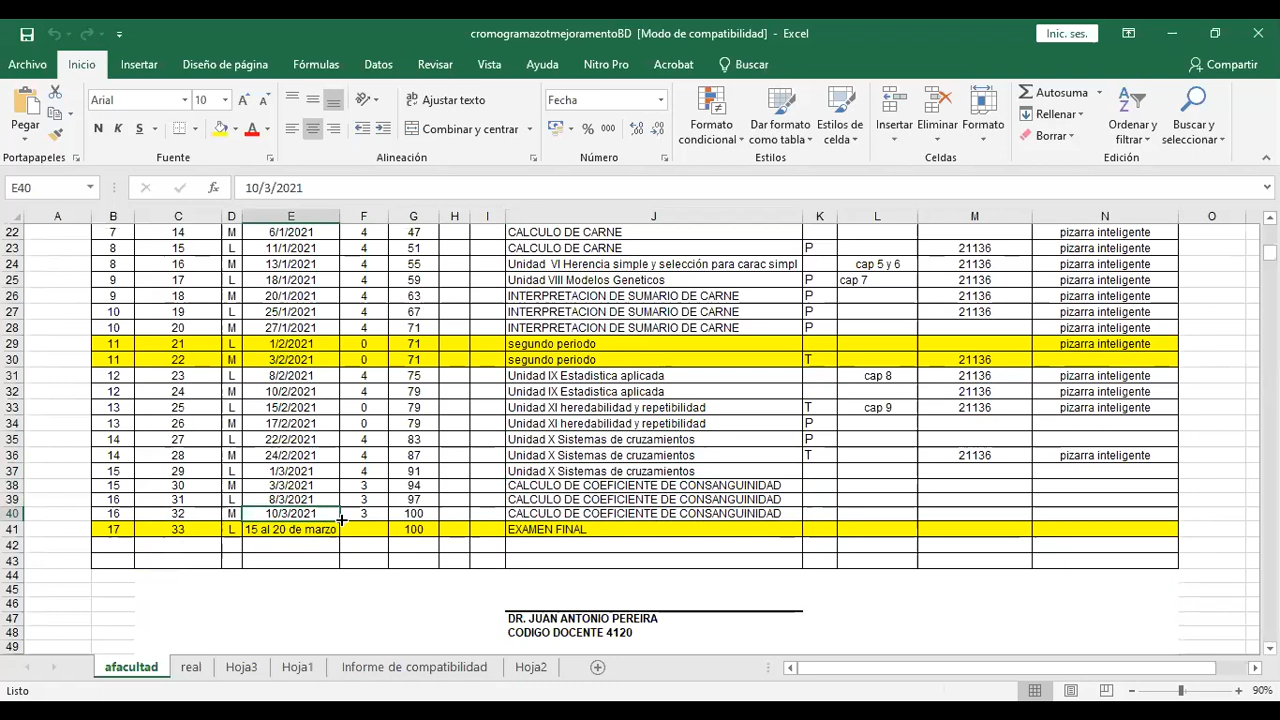 cromogramazotmejoramentoBD [Modo de compatibilidad] - Excel
Inic. ses.
Archivo Inicio Insertar Diseño de página Fórmulas Datos Revisar Vista Ayuda Nitro Pro Acrobat Buscar Compartir
Arial 10 Ajustar texto Fecha Autosuma
Pegar Formato condicional Dar formato como tabla Estilos de celda Insertar Eliminar Formato Rellenar Ordenar y filtrar Buscar y seleccionar
N K S Combinar y centrar % 000 Borrar
Portapapeles Fuente Alineación Número Estilos Celdas Edición
E40 fx 10/3/2021
A B C D E F G H I J K L M N O
22 7 14 M 6/1/2021 4 47 CALCULO DE CARNE pizarra inteligente
23 8 15 L 11/1/2021 4 51 CALCULO DE CARNE P 21136 pizarra inteligente
24 8 16 M 13/1/2021 4 55 Unidad VI Herencia simple y selección para carac simpl cap 5 y 6 21136 pizarra inteligente
25 9 17 L 18/1/2021 4 59 Unidad VIII Modelos Geneticos P cap 7 21136 pizarra inteligente
26 9 18 M 20/1/2021 4 63 INTERPRETACION DE SUMARIO DE CARNE P 21136 pizarra inteligente
27 10 19 L 25/1/2021 4 67 INTERPRETACION DE SUMARIO DE CARNE P 21136 pizarra inteligente
28 10 20 M 27/1/2021 4 71 INTERPRETACION DE SUMARIO DE CARNE P pizarra inteligente
29 11 21 L 1/2/2021 0 71 segundo periodo pizarra inteligente
30 11 22 M 3/2/2021 0 71 segundo periodo T 21136
31 12 23 L 8/2/2021 4 75 Unidad IX Estadistica aplicada cap 8 21136 pizarra inteligente
32 12 24 M 10/2/2021 4 79 Unidad IX Estadistica aplicada 21136 pizarra inteligente
33 13 25 L 15/2/2021 0 79 Unidad XI heredabilidad y repetibilidad T cap 9 21136 pizarra inteligente
34 13 26 M 17/2/2021 0 79 Unidad XI heredabilidad y repetibilidad P
35 14 27 L 22/2/2021 4 83 Unidad X Sistemas de cruzamientos P
36 14 28 M 24/2/2021 4 87 Unidad X Sistemas de cruzamientos T 21136 pizarra inteligente
37 15 29 L 1/3/2021 4 91 Unidad X Sistemas de cruzamientos
38 15 30 M 3/3/2021 3 94 CALCULO DE COEFICIENTE DE CONSANGUINIDAD
39 16 31 L 8/3/2021 3 97 CALCULO DE COEFICIENTE DE CONSANGUINIDAD
40 16 32 M 10/3/2021 3 100 CALCULO DE COEFICIENTE DE CONSANGUINIDAD
41 17 33 L 15 al 20 de marzo 100 EXAMEN FINAL
42
43
44
45
46
47 DR. JUAN ANTONIO PEREIRA
48 CODIGO DOCENTE 4120
49
afacultad real Hoja3 Hoja1 Informe de compatibilidad Hoja2
Listo 90%